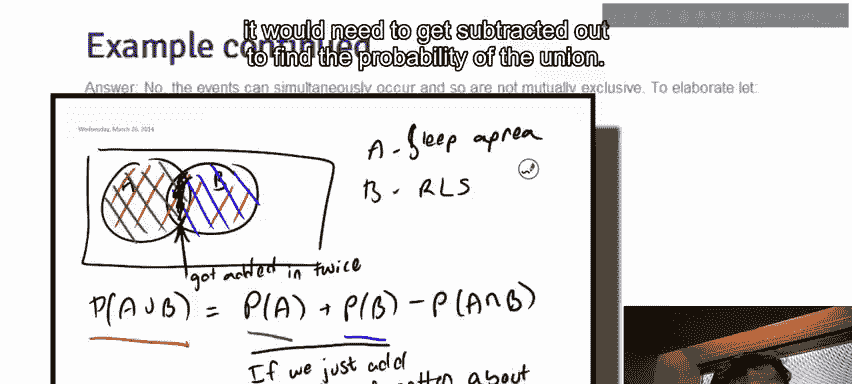 it would need to get subtracted out
to find the probability of the union.
Example continued
Answer: No, the events can simultaneously occur and so are not mutually exclusive. To elaborate let:
Wednesday, March 26, 2014
A - Sleep apnea
B - RLS
A B
got added in twice
P(A ∪ B) = P(A) + P(B) - P(A ∩ B)
If we just add
about